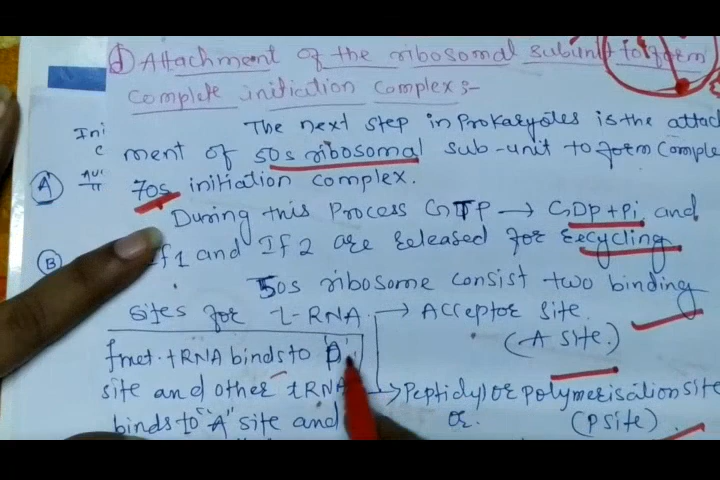 d) Attachment of the ribosomal subunit to form
complete initiation complex:-
The next step in Prokaryotes is the attach
ment of 50s ribosomal sub-unit to form comple
70s initiation complex.
During this process GTP → GDP+Pi and
If1 and If2 are released for recycling
50s ribosome consist two binding
sites for t-RNA → Acceptor site
(A site)
fmet. tRNA binds to "P"
site and other tRNA → Peptidyl or polymerisation site
binds to "A" site and or. (P site)
Ini
A
B